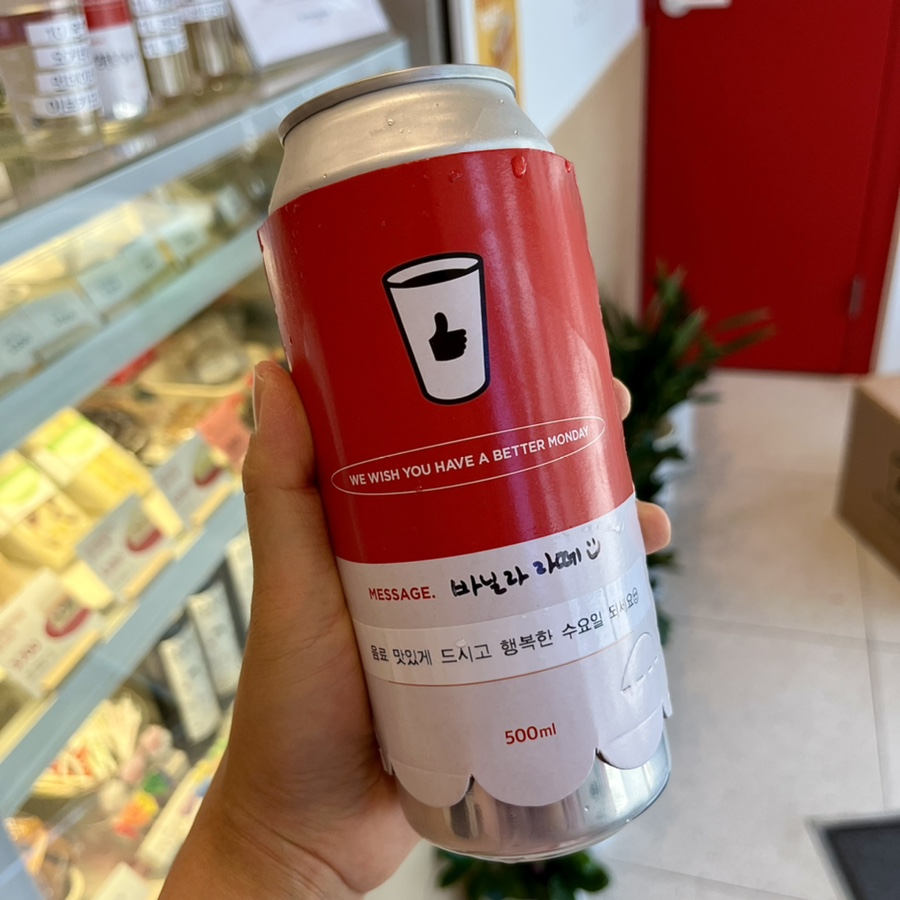 WE WISH YOU HAVE A BETTER MONDAY
MESSAGE. 바닐라 라떼
음료 맛있게 드시고 행복한 수요일 되세요
500ml